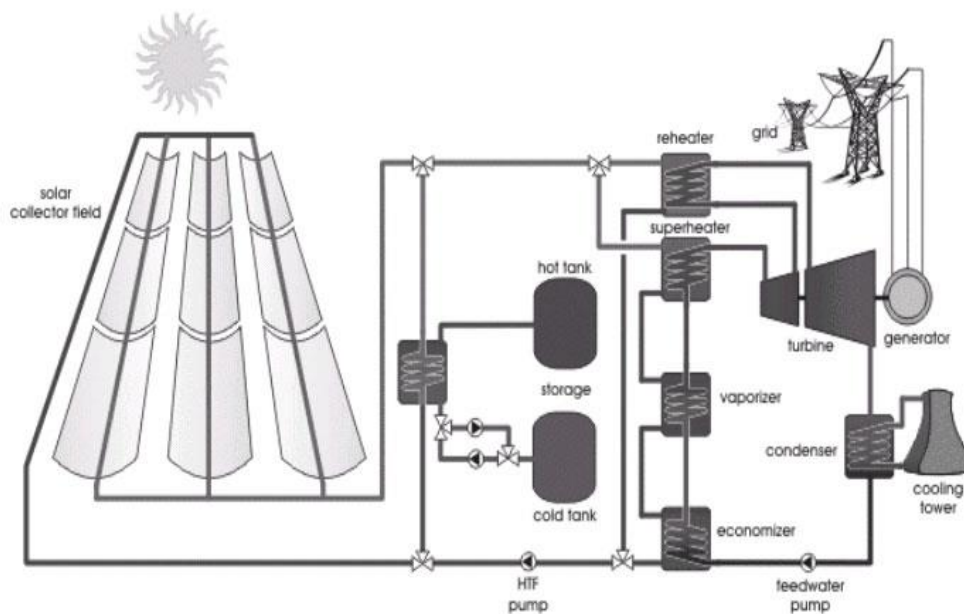 solar
collector field
reheater
grid
superheater
hot tank
storage
cold tank
vaporizer
economizer
turbine
generator
condenser
cooling
tower
HTF
pump
feedwater
pump